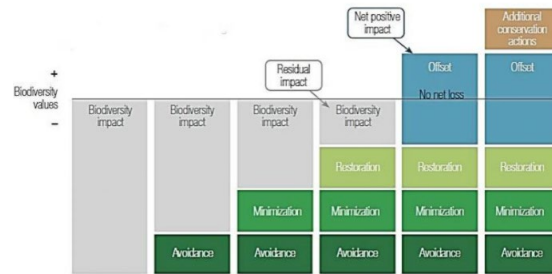 Net positive
impact
Additional
conservation
actions
Residual
impact
+
Biodiversity
values
−
Offset
No net loss
Offset
Biodiversity
impact
Biodiversity
impact
Biodiversity
impact
Biodiversity
impact
Restoration
Restoration
Restoration
Minimization
Minimization
Minimization
Minimization
Avoidance
Avoidance
Avoidance
Avoidance
Avoidance